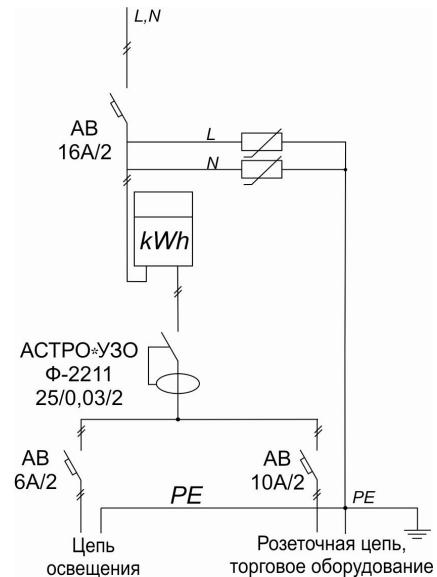 L,N
АВ
16А/2
L
N
kWh
АСТРО*УЗО
Ф-2211
25/0,03/2
АВ
6А/2
АВ
10А/2
PE
PE
Цепь
освещения
Розеточная цепь,
торговое оборудование